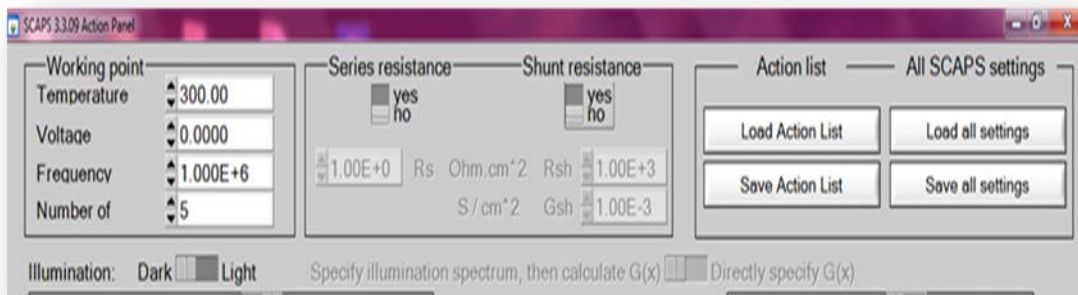 SCAPS 3.3.09 Action Panel
Working point
Temperature 300.00
Voltage 0.0000
Frequency 1.000E+6
Number of 5
Series resistance
yes
no
Shunt resistance
yes
no
1.00E+0 Rs Ohm.cm^2 Rsh 1.00E+3
S / cm^2 Gsh 1.00E-3
Action list
All SCAPS settings
Load Action List
Load all settings
Save Action List
Save all settings
Illumination: Dark Light Specify illumination spectrum, then calculate G(x) Directly specify G(x)